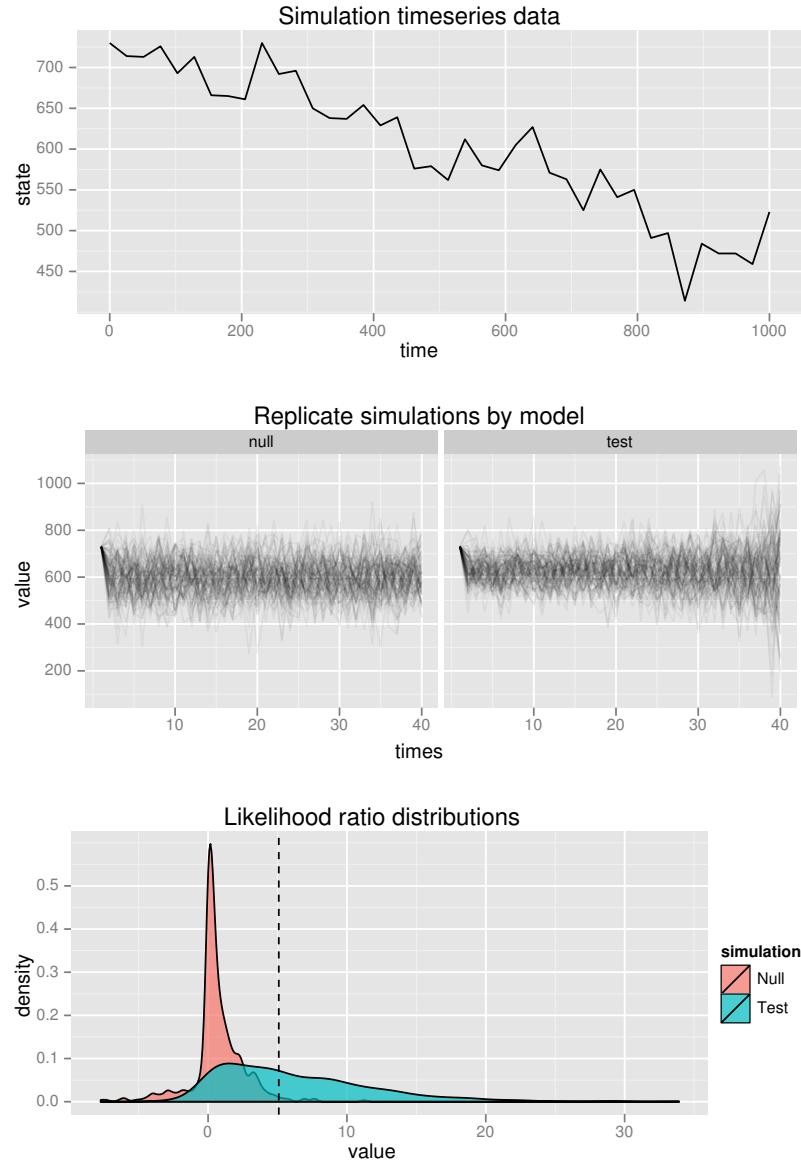 Simulation timeseries data
700
650
600
550
500
450
state
0 200 400 600 800 1000
time
Replicate simulations by model
null test
1000
800
600
400
200
value
10 20 30 40 10 20 30 40
times
Likelihood ratio distributions
0.5
0.4
0.3
0.2
0.1
0.0
density
0 10 20 30
value
simulation
Null
Test